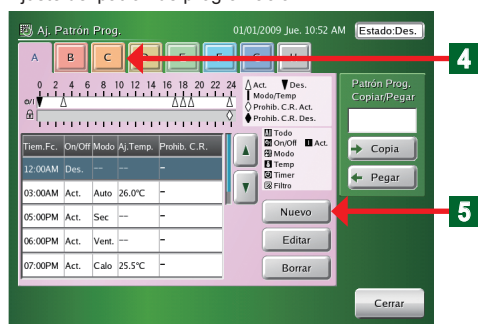 Aj. Patrón Prog. 01/01/2009 Jue. 10:52 AM Estado:Des.
A B C
4
0 2 4 6 8 10 12 14 16 18 20 22 24
Act. Des.
Modo/Temp
Prohib. C.R. Act.
Prohib. C.R. Des.
Todo
On/Off Act.
Modo
Temp
Timer
Filtro
Patrón Prog.
Copiar/Pegar
Copia
Pegar
Tiem.Fc. On/Off Modo Aj.Temp. Prohib. C.R.
12:00AM Des. -- -- -
03:00AM Act. Auto 26.0°C -
05:00PM Act. Sec -- -
06:00PM Act. Vent. -- -
07:00PM Act. Calo 25.5°C -
Nuevo
5
Editar
Borrar
Cerrar